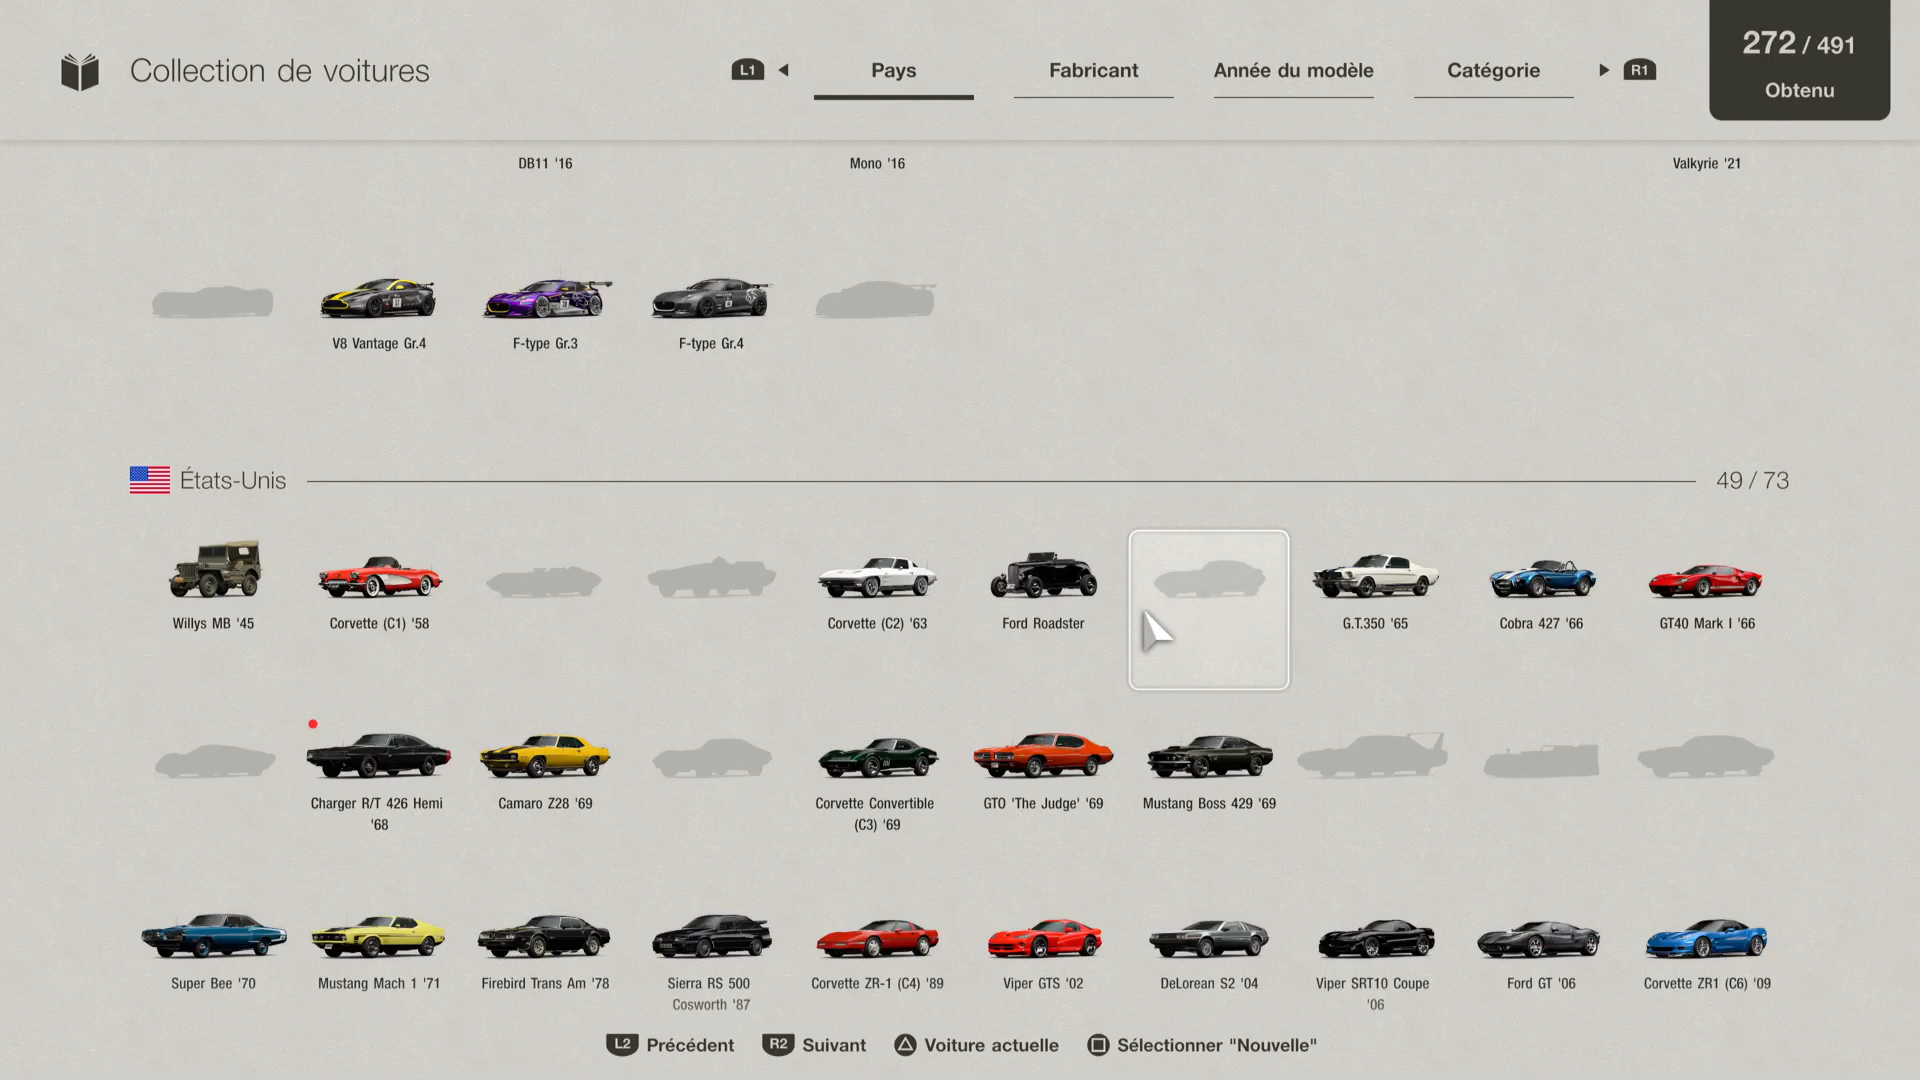 Collection de voitures
L1
Pays
Fabricant
Année du modèle
Catégorie
R1
272 / 491
Obtenu
DB11 '16
Mono '16
Valkyrie '21
V8 Vantage Gr.4
F-type Gr.3
F-type Gr.4
États-Unis
49 / 73
Willys MB '45
Corvette (C1) '58
Corvette (C2) '63
Ford Roadster
G.T.350 '65
Cobra 427 '66
GT40 Mark I '66
Charger R/T 426 Hemi
'68
Camaro Z28 '69
Corvette Convertible
(C3) '69
GTO 'The Judge' '69
Mustang Boss 429 '69
Super Bee '70
Mustang Mach 1 '71
Firebird Trans Am '78
Sierra RS 500
Cosworth '87
Corvette ZR-1 (C4) '89
Viper GTS '02
DeLorean S2 '04
Viper SRT10 Coupe
'06
Ford GT '06
Corvette ZR1 (C6) '09
L2 Précédent
R2 Suivant
Voiture actuelle
Sélectionner "Nouvelle"